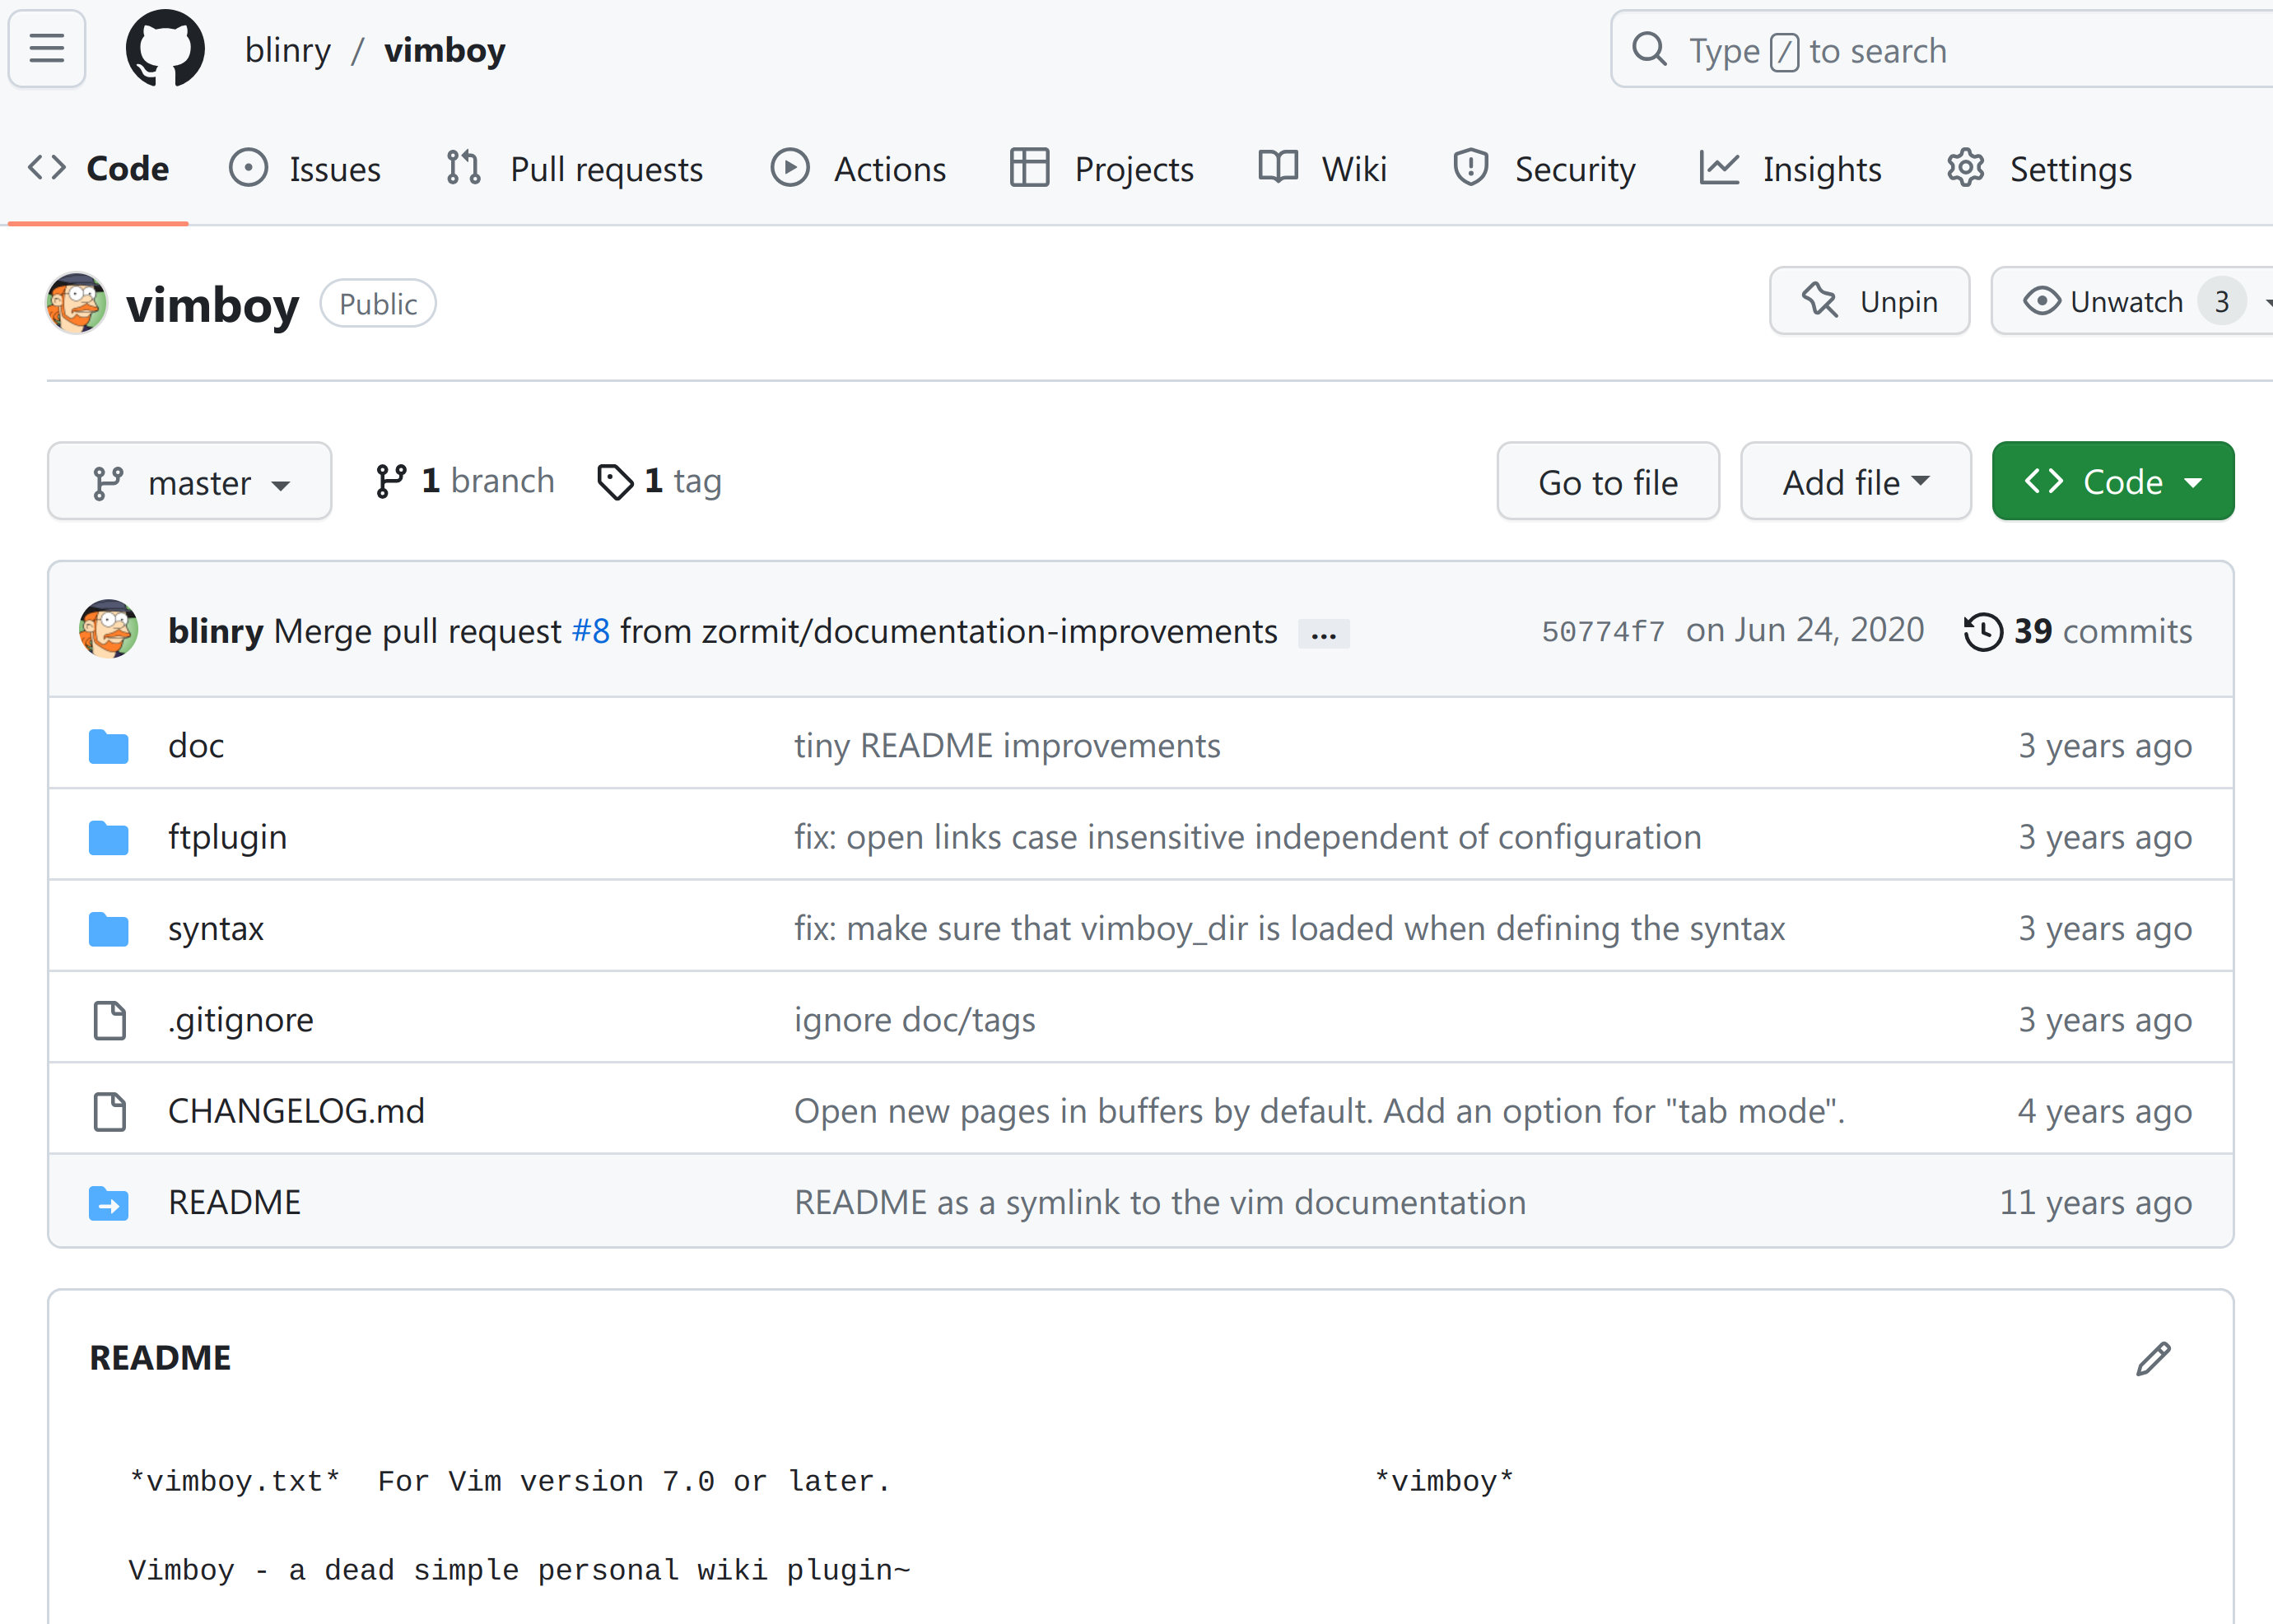 blinry / vimboy
Type / to search
Code Issues Pull requests Actions Projects Wiki Security Insights Settings
vimboy Public Unpin Unwatch 3
master 1 branch 1 tag Go to file Add file Code
blinry Merge pull request #8 from zormit/documentation-improvements ... 50774f7 on Jun 24, 2020 39 commits
doc tiny README improvements 3 years ago
ftplugin fix: open links case insensitive independent of configuration 3 years ago
syntax fix: make sure that vimboy_dir is loaded when defining the syntax 3 years ago
.gitignore ignore doc/tags 3 years ago
CHANGELOG.md Open new pages in buffers by default. Add an option for "tab mode". 4 years ago
README README as a symlink to the vim documentation 11 years ago
README
*vimboy.txt* For Vim version 7.0 or later. *vimboy*
Vimboy - a dead simple personal wiki plugin~